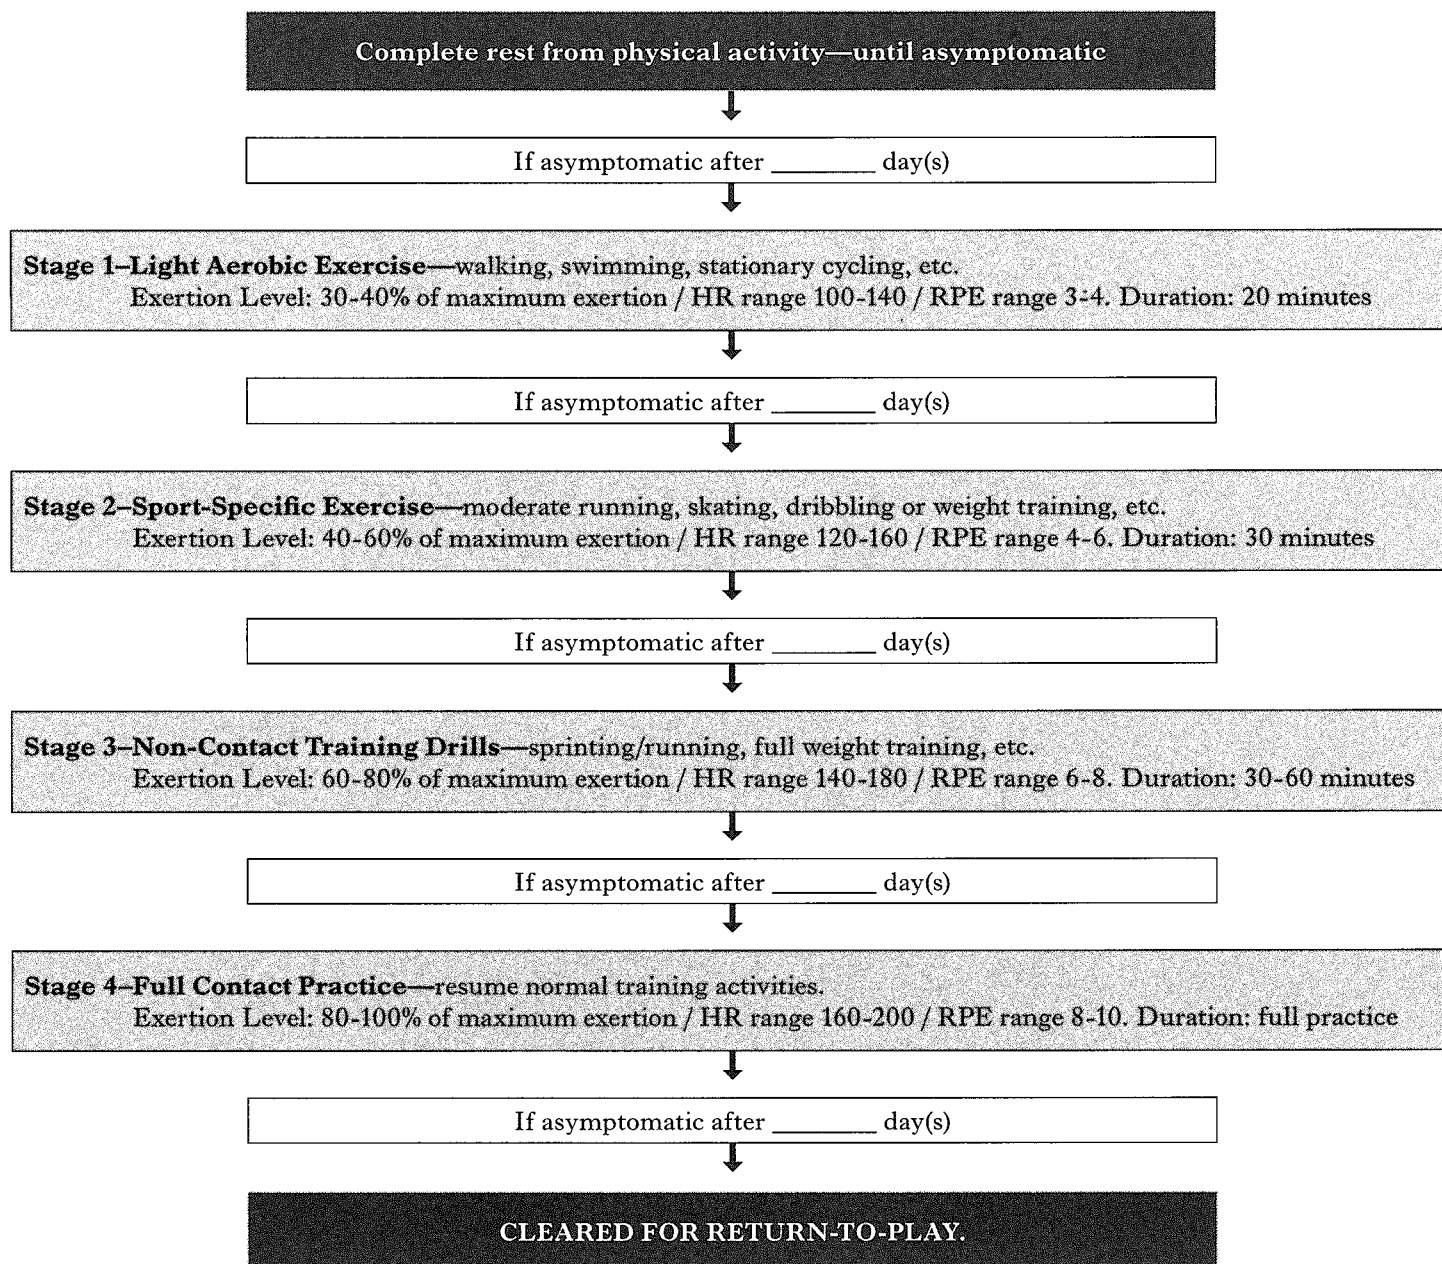 Complete rest from physical activity—until asymptomatic
If asymptomatic after ________ day(s)
Stage 1–Light Aerobic Exercise—walking, swimming, stationary cycling, etc.
Exertion Level: 30-40% of maximum exertion / HR range 100-140 / RPE range 3-4. Duration: 20 minutes
If asymptomatic after ________ day(s)
Stage 2–Sport-Specific Exercise—moderate running, skating, dribbling or weight training, etc.
Exertion Level: 40-60% of maximum exertion / HR range 120-160 / RPE range 4-6. Duration: 30 minutes
If asymptomatic after ________ day(s)
Stage 3–Non-Contact Training Drills—sprinting/running, full weight training, etc.
Exertion Level: 60-80% of maximum exertion / HR range 140-180 / RPE range 6-8. Duration: 30-60 minutes
If asymptomatic after ________ day(s)
Stage 4–Full Contact Practice—resume normal training activities.
Exertion Level: 80-100% of maximum exertion / HR range 160-200 / RPE range 8-10. Duration: full practice
If asymptomatic after ________ day(s)
CLEARED FOR RETURN-TO-PLAY.